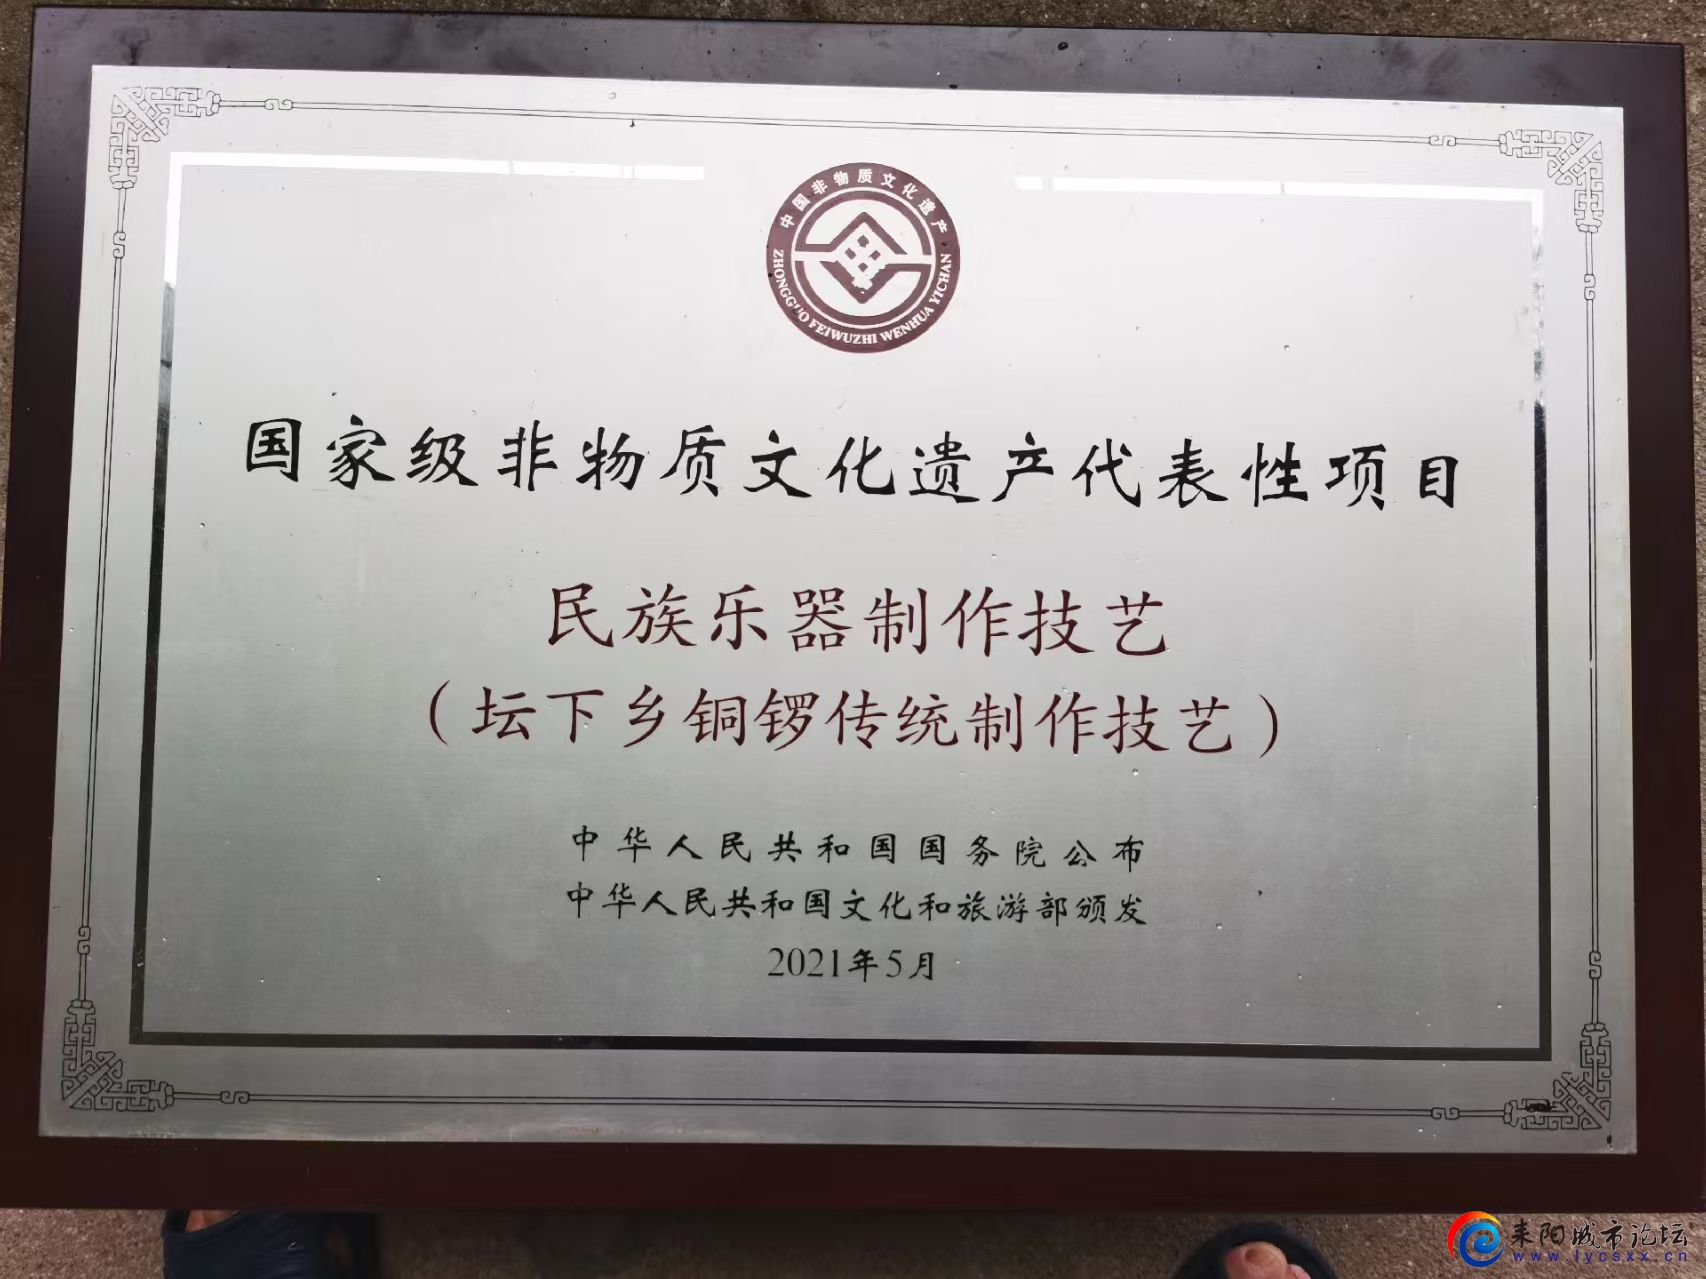 中国非物质文化遗产
ZHONGGUO FEIWUZHI WENHUA YICHAN
国家级非物质文化遗产代表性项目
民族乐器制作技艺
（坛下乡铜锣传统制作技艺）
中华人民共和国国务院公布
中华人民共和国文化和旅游部颁发
2021年5月
耒阳城市论坛
www.lycsxx.cn